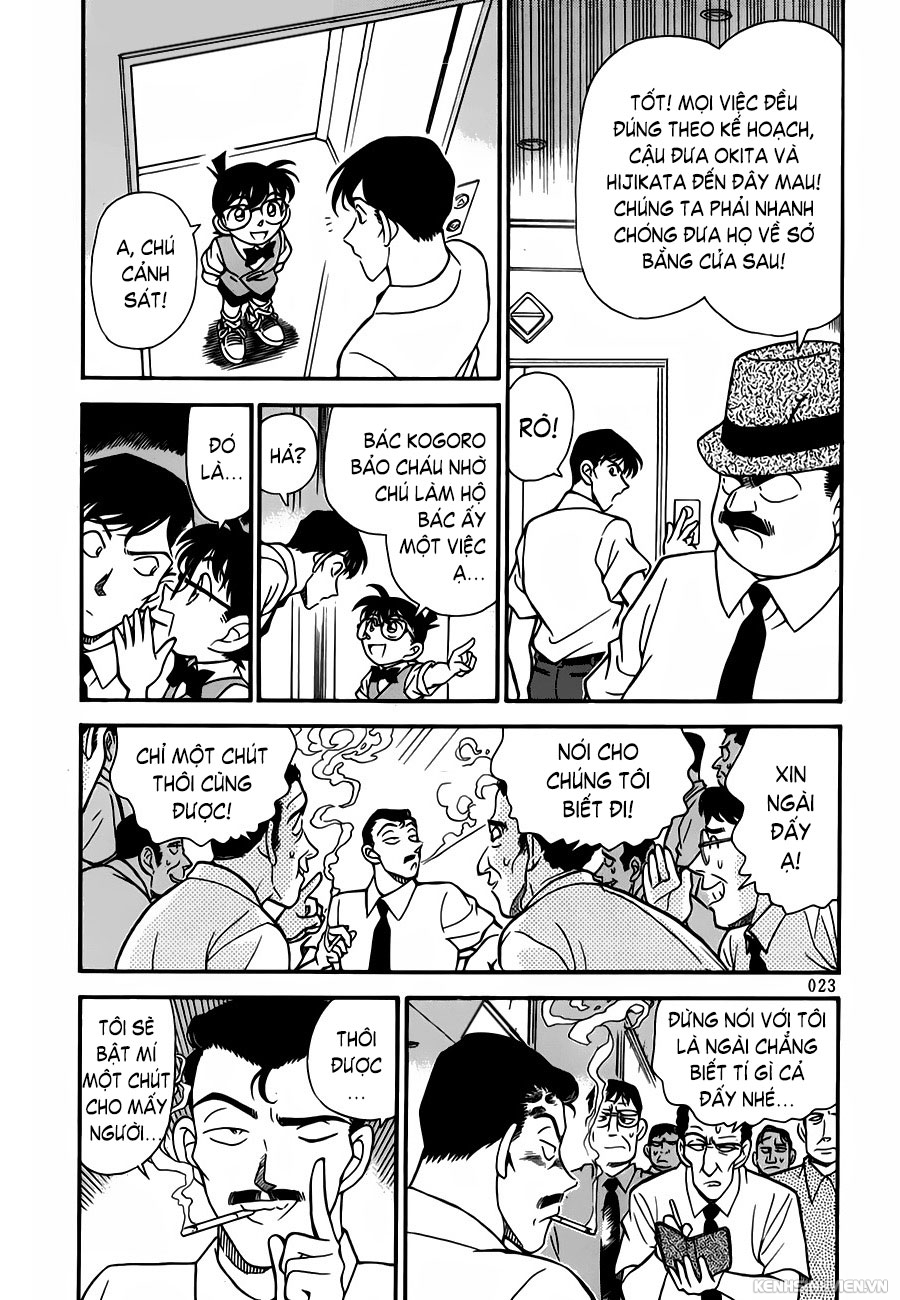 TỐT! MỌI VIỆC ĐỀU
ĐÚNG THEO KẾ HOẠCH,
CẬU ĐƯA OKITA VÀ
HIJIKATA ĐẾN ĐÂY MAU!
CHÚNG TA PHẢI NHANH
CHÓNG ĐƯA HỌ VỀ SỞ
BẰNG CỬA SAU!
RÕ!
A, CHÚ
CẢNH
SÁT!
BÁC KOGORO
BẢO CHÁU NHỜ
CHÚ LÀM HỘ
BÁC ẤY
MỘT VIỆC
Ạ...
HẢ?
ĐÓ
LÀ...
XIN
NGÀI
ĐẤY
Ạ!
NÓI CHO
CHÚNG TÔI
BIẾT ĐI!
CHỈ MỘT CHÚT
THÔI CŨNG
ĐƯỢC!
023
ĐỪNG NÓI VỚI TÔI
LÀ NGÀI CHẲNG
BIẾT TÍ GÌ CẢ
ĐẤY NHÉ...
THÔI
ĐƯỢC...
TÔI SẼ
BẬT MÍ
MỘT CHÚT
CHO MẤY
NGƯỜI...
KENHSINHVIEN.VN